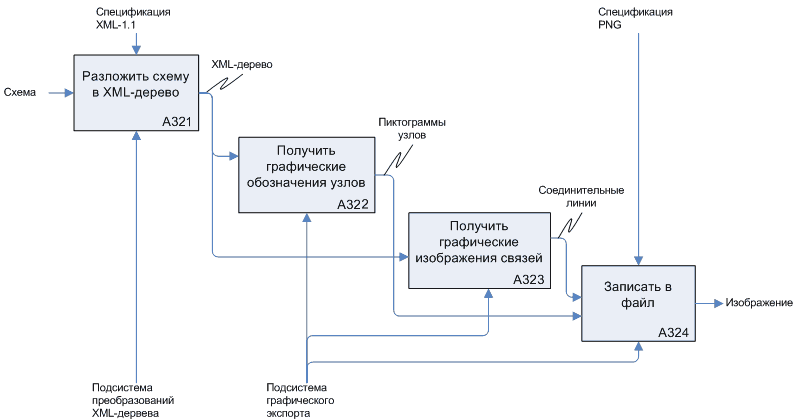 Спецификация
XML-1.1
Спецификация
PNG
Разложить схему
в XML-дерево
A321
XML-дерево
Схема
Получить
графические
обозначения узлов
A322
Пиктограммы
узлов
Получить
графические
изображения связей
A323
Соединительные
линии
Записать в
файл
A324
Изображение
Подсистема
преобразований
XML-дервева
Подсистема
графического
экспорта